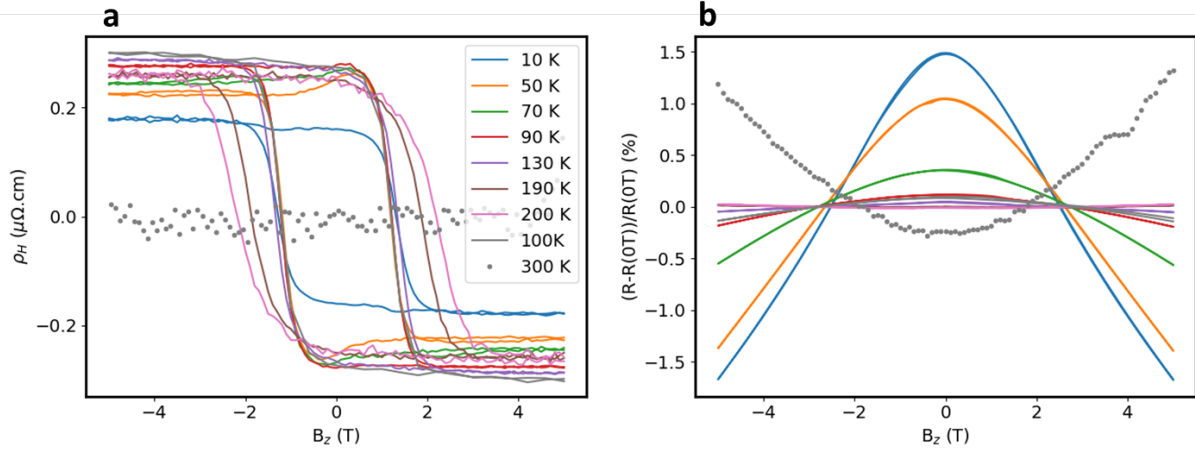 a
b
0.2
0.0
−0.2
ρH (μΩ.cm)
−4
−2
0
2
4
Bz (T)
10 K
50 K
70 K
90 K
130 K
190 K
200 K
100K
300 K
1.5
1.0
0.5
0.0
−0.5
−1.0
−1.5
(R-R(0T))/R(0T) (%)
−4
−2
0
2
4
Bz (T)